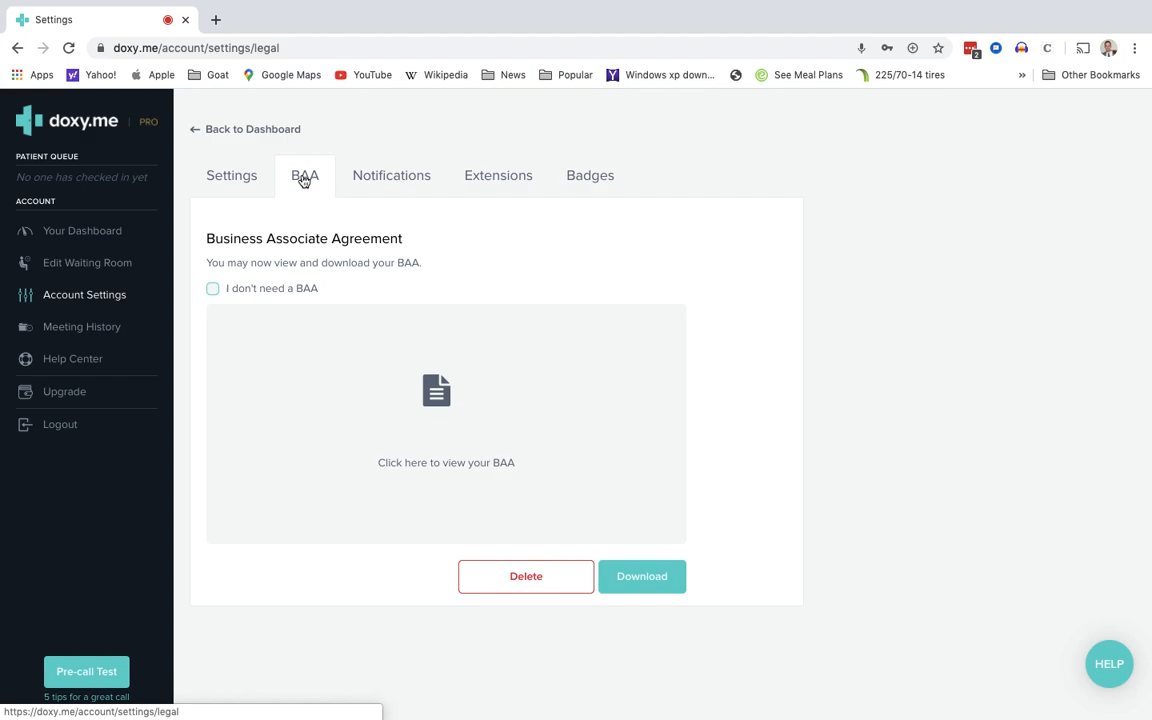 Settings
doxy.me/account/settings/legal
2
Apps
Yahoo!
Apple
Goat
Google Maps
YouTube
Wikipedia
News
Popular
Windows xp down...
See Meal Plans
225/70-14 tires
»
Other Bookmarks
doxy.me | PRO
PATIENT QUEUE
No one has checked in yet
ACCOUNT
Your Dashboard
Edit Waiting Room
Account Settings
Meeting History
Help Center
Upgrade
Logout
Pre-call Test
5 tips for a great call
← Back to Dashboard
Settings
BAA
Notifications
Extensions
Badges
Business Associate Agreement
You may now view and download your BAA.
I don't need a BAA
Click here to view your BAA
Delete
Download
HELP
https://doxy.me/account/settings/legal